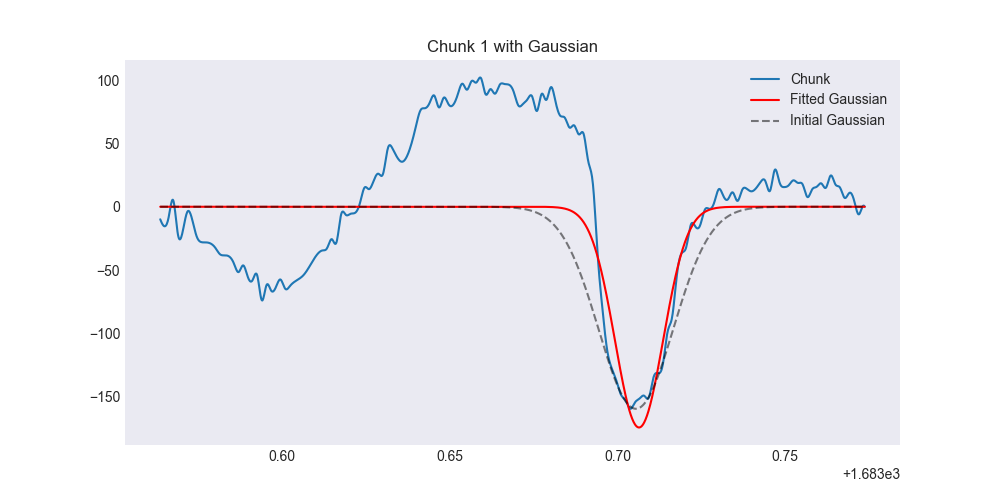 Chunk 1 with Gaussian
Chunk
Fitted Gaussian
Initial Gaussian
100
50
0
−50
−100
−150
0.60
0.65
0.70
0.75
+1.683e3